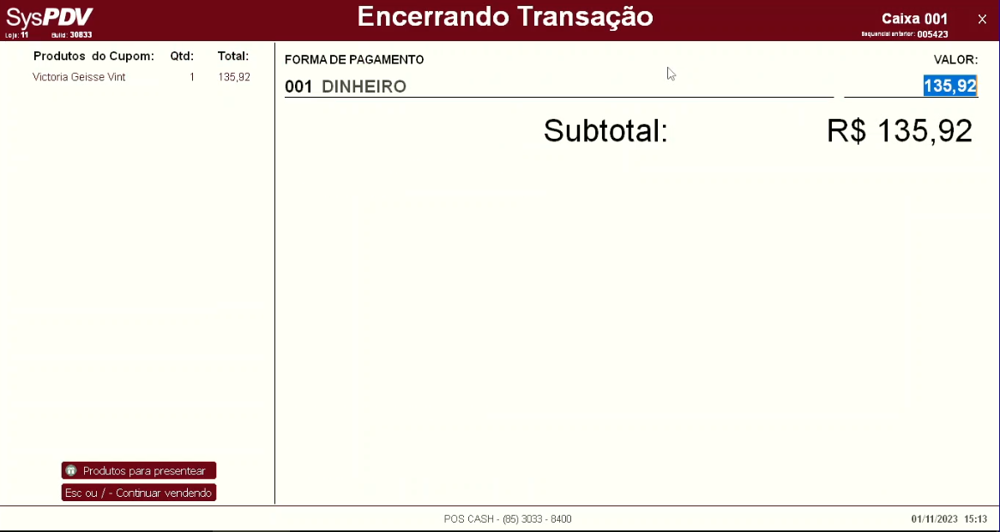 SysPDV
Loja: 11 Build: 30833
Encerrando Transação
Caixa 001
X
Sequencial anterior: 005423
Produtos do Cupom: Qtd: Total:
Victoria Geisse Vint 1 135,92
FORMA DE PAGAMENTO VALOR:
001 DINHEIRO 135,92
Subtotal: R$ 135,92
Produtos para presentear
Esc ou / - Continuar vendendo
POS CASH - (85) 3033 - 8400
01/11/2023 15:13